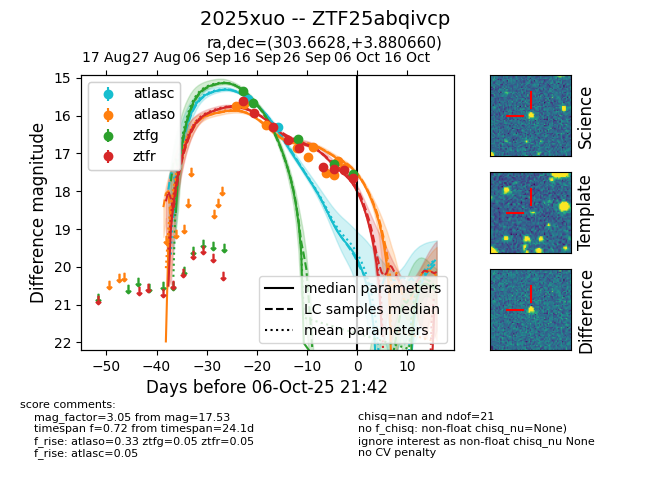 2025xuo -- ZTF25abqivcp
ra,dec=(303.6628,+3.880660)
17 Aug 27 Aug 06 Sep 16 Sep 26 Sep 06 Oct 16 Oct
15
16
17
18
19
20
21
22
Difference magnitude
atlasc
atlaso
ztfg
ztfr
median parameters
LC samples median
mean parameters
−50 −40 −30 −20 −10 0 10
Days before 06-Oct-25 21:42
Science
Template
Difference
score comments:
mag_factor=3.05 from mag=17.53
timespan f=0.72 from timespan=24.1d
f_rise: atlaso=0.33 ztfg=0.05 ztfr=0.05
f_rise: atlasc=0.05
chisq=nan and ndof=21
no f_chisq: non-float chisq_nu=None)
ignore interest as non-float chisq_nu None
no CV penalty